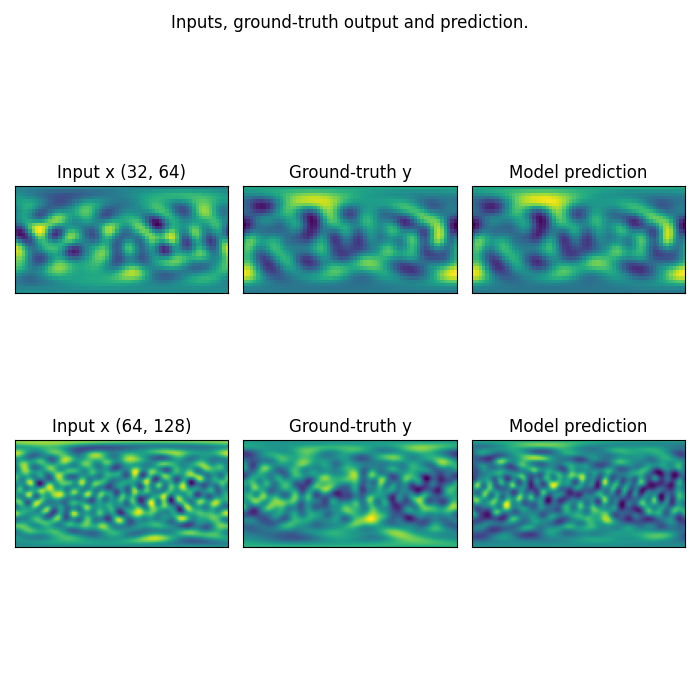 Inputs, ground-truth output and prediction.
Input x (32, 64)
Ground-truth y
Model prediction
Input x (64, 128)
Ground-truth y
Model prediction